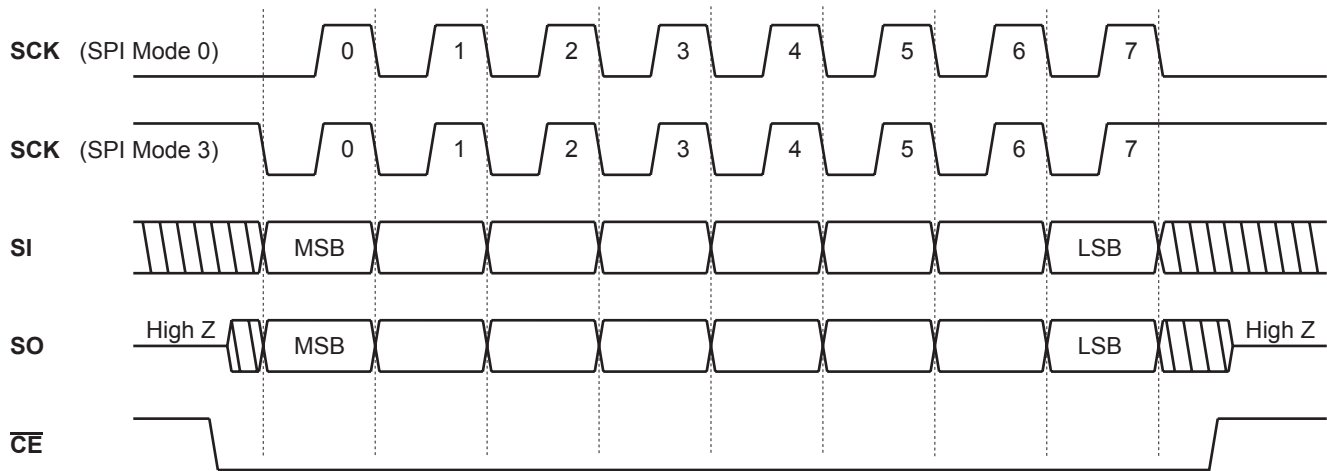 SCK (SPI Mode 0) 0 1 2 3 4 5 6 7
SCK (SPI Mode 3) 0 1 2 3 4 5 6 7
SI MSB LSB
SO High Z MSB LSB High Z
CE